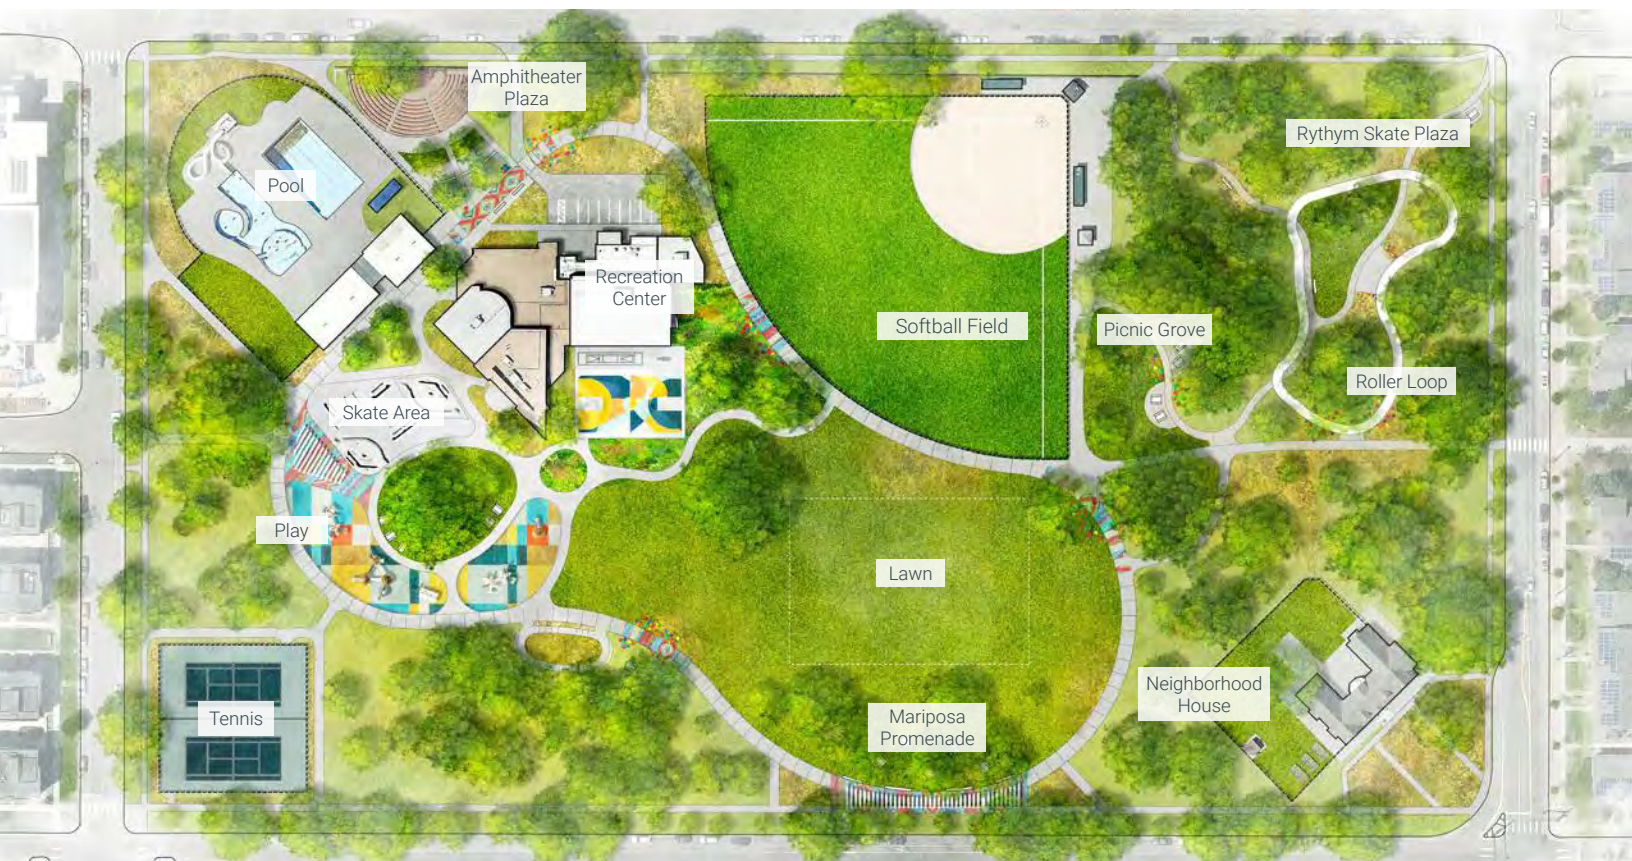 Amphitheater
Plaza
Rythym Skate Plaza
Pool
Recreation
Center
Softball Field
Picnic Grove
Roller Loop
Skate Area
Play
Lawn
Neighborhood
House
Tennis
Mariposa
Promenade